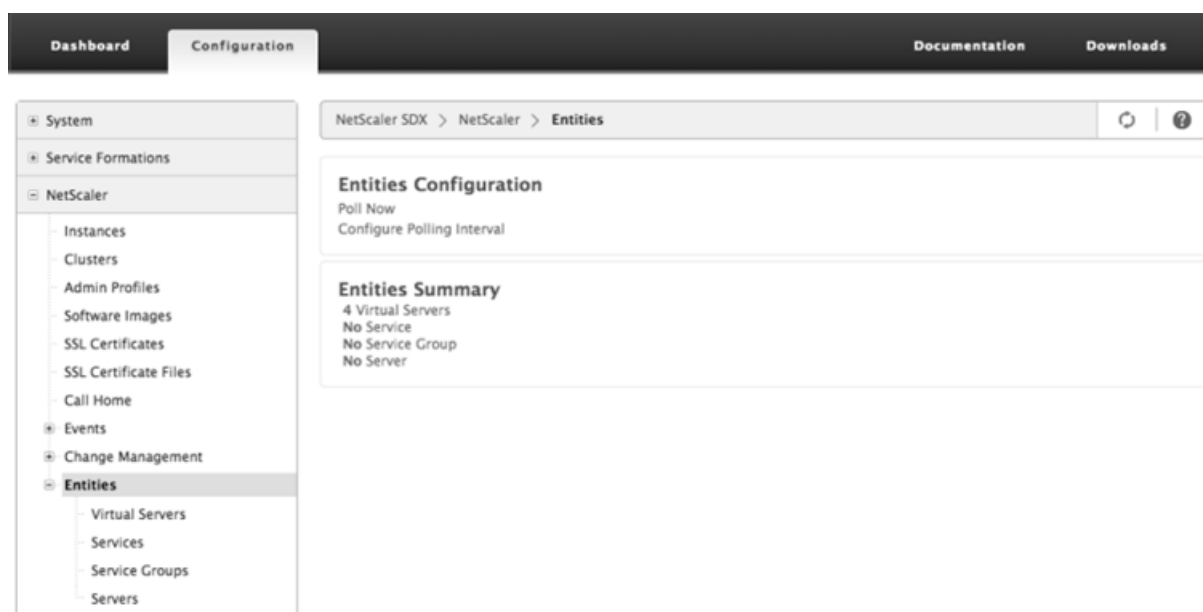 Dashboard Configuration Documentation Downloads
System
Service Formations
NetScaler
Instances
Clusters
Admin Profiles
Software Images
SSL Certificates
SSL Certificate Files
Call Home
Events
Change Management
Entities
Virtual Servers
Services
Service Groups
Servers
NetScaler SDX > NetScaler > Entities
Entities Configuration
Poll Now
Configure Polling Interval
Entities Summary
4 Virtual Servers
No Service
No Service Group
No Server